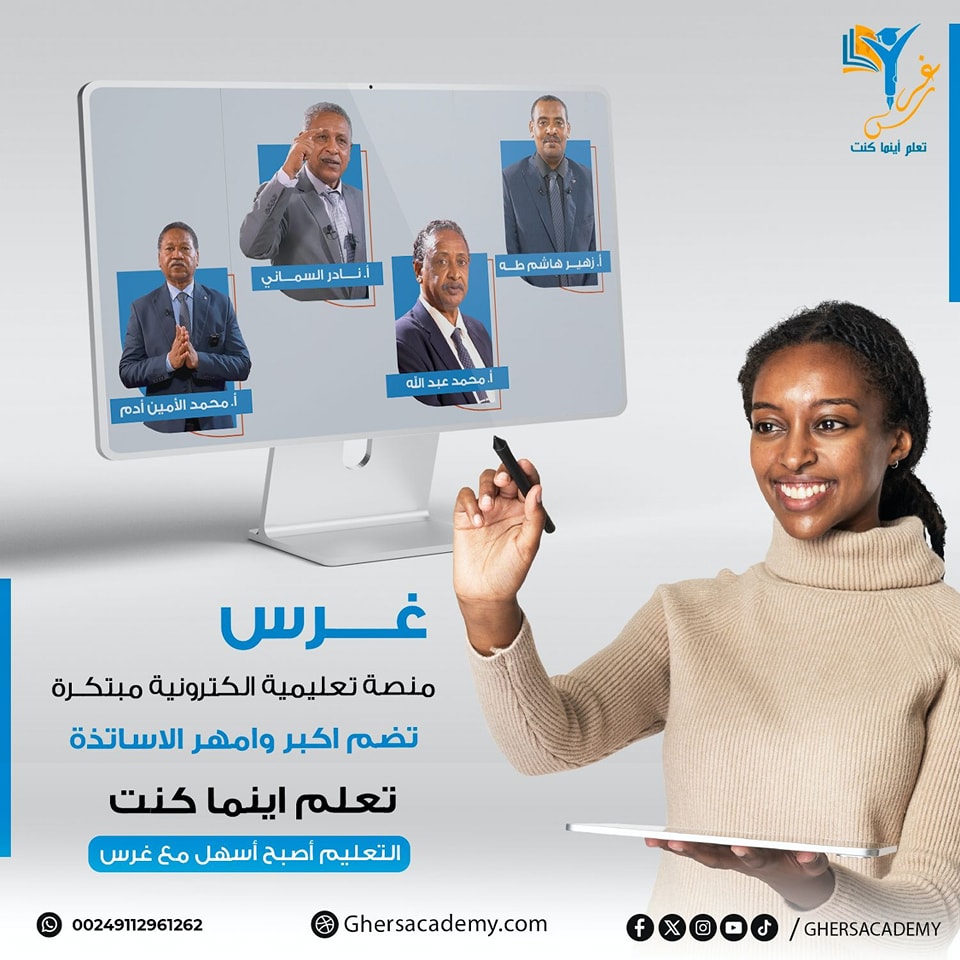 غرس
تعلم أينما كنت
أ. زهير هاشم طه
أ. نادر السماني
أ. محمد عبد الله
أ. محمد الأمين أدم
غرس
منصة تعليمية الكترونية مبتكرة
تضم اكبر وامهر الاساتذة
تعلم اينما كنت
التعليم أصبح أسهل مع غرس
00249112961262
Ghersacademy.com
/GHERSACADEMY